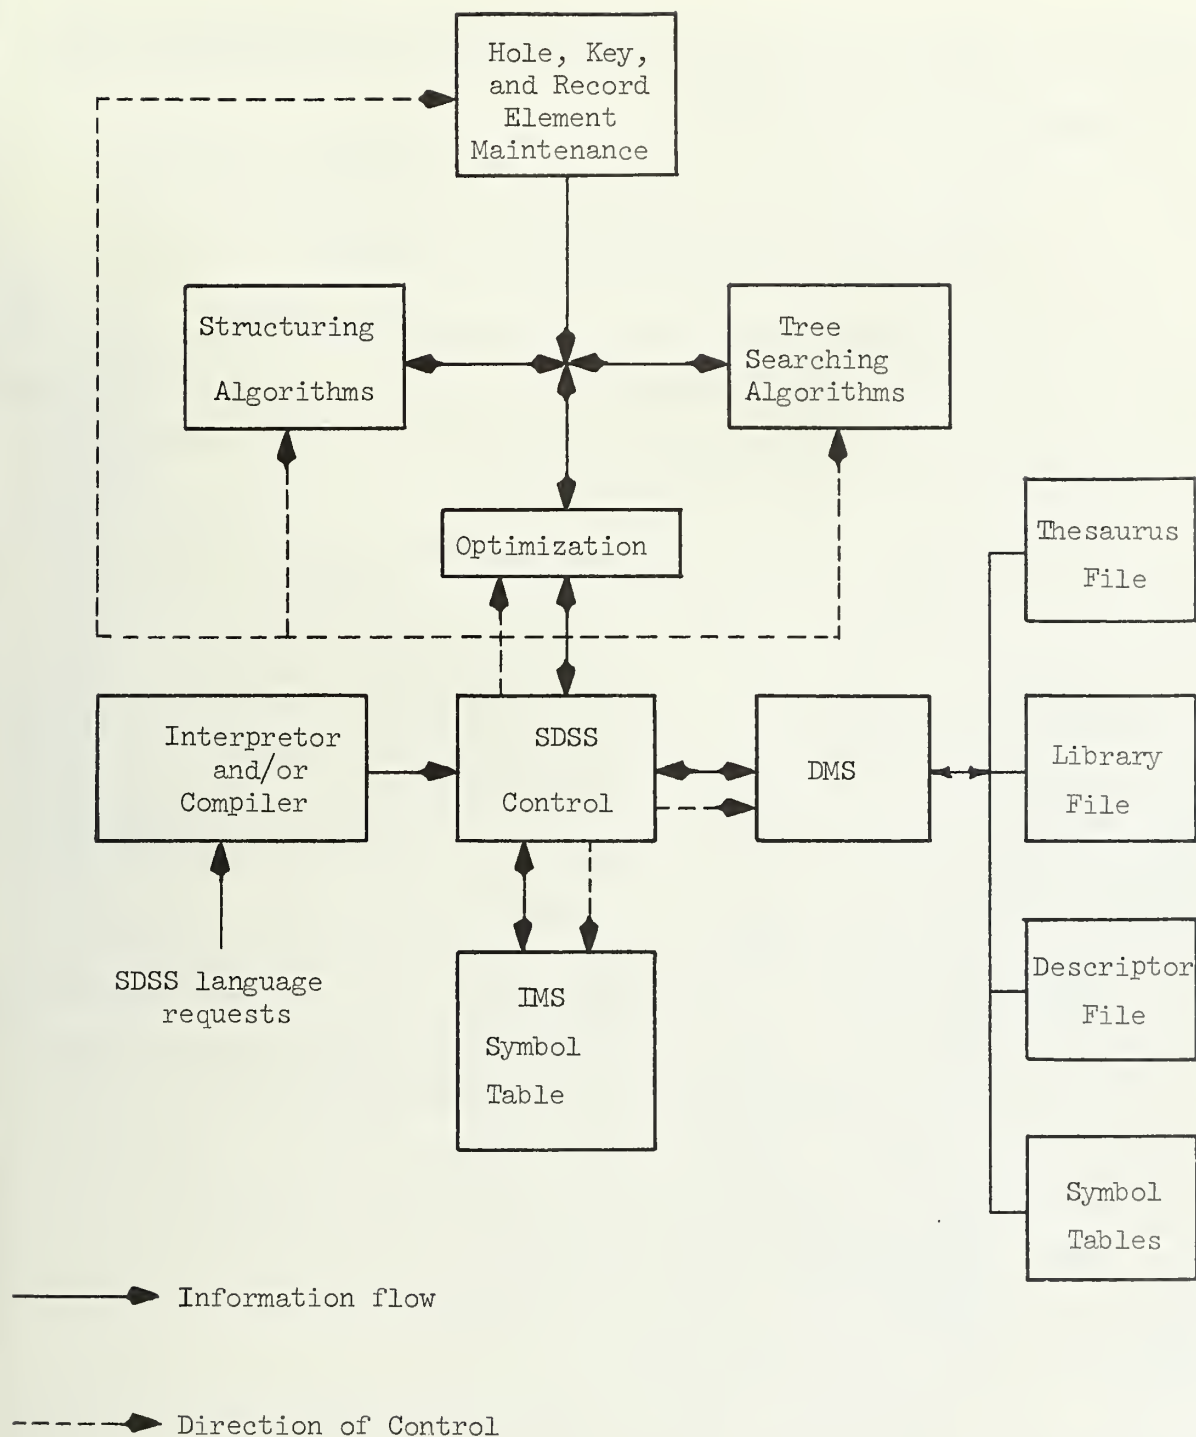 Hole, Key,
and Record
Element
Maintenance
Structuring
Algorithms
Tree
Searching
Algorithms
Optimization
Thesaurus
File
Interpretor
and/or
Compiler
SDSS
Control
DMS
Library
File
SDSS language
requests
IMS
Symbol
Table
Descriptor
File
Symbol
Tables
Information flow
Direction of Control